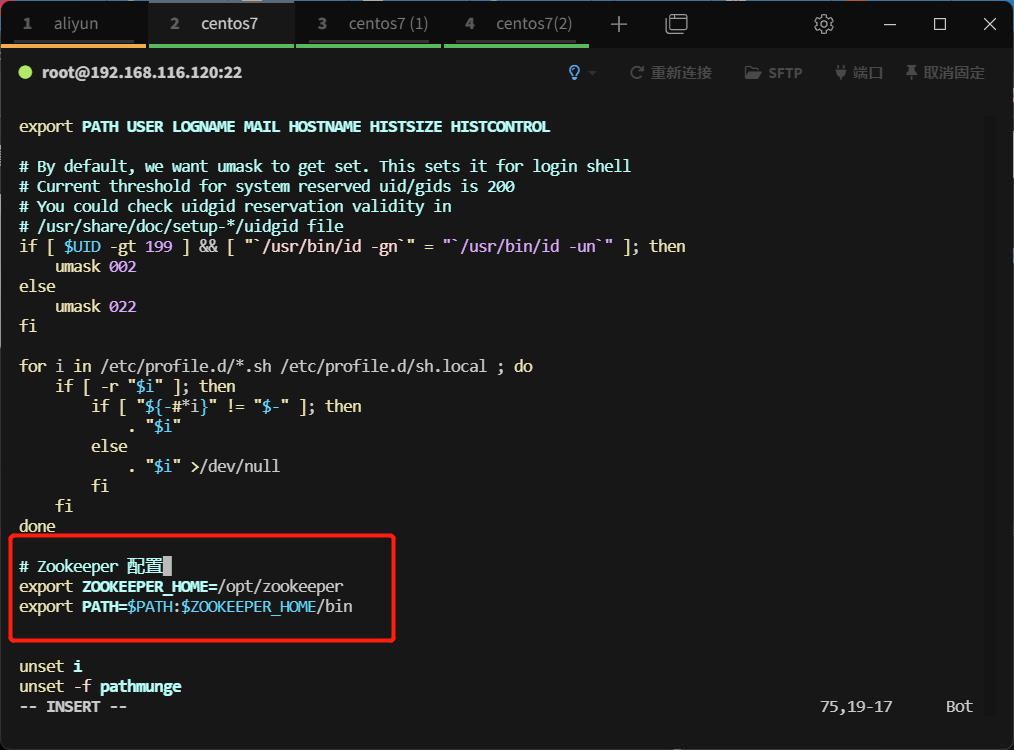 1 aliyun 2 centos7 3 centos7 (1) 4 centos7(2)
root@192.168.116.120:22 重新连接 SFTP 端口 取消固定
export PATH USER LOGNAME MAIL HOSTNAME HISTSIZE HISTCONTROL
# By default, we want umask to get set. This sets it for login shell
# Current threshold for system reserved uid/gids is 200
# You could check uidgid reservation validity in
# /usr/share/doc/setup-*/uidgid file
if [ $UID -gt 199 ] && [ "`/usr/bin/id -gn`" = "`/usr/bin/id -un`" ]; then
    umask 002
else
    umask 022
fi
for i in /etc/profile.d/*.sh /etc/profile.d/sh.local ; do
    if [ -r "$i" ]; then
        if [ "${-#*i}" != "$-" ]; then
            . "$i"
        else
            . "$i" >/dev/null
        fi
    fi
done
# Zookeeper 配置
export ZOOKEEPER_HOME=/opt/zookeeper
export PATH=$PATH:$ZOOKEEPER_HOME/bin
unset i
unset -f pathmunge
-- INSERT -- 75,19-17 Bot